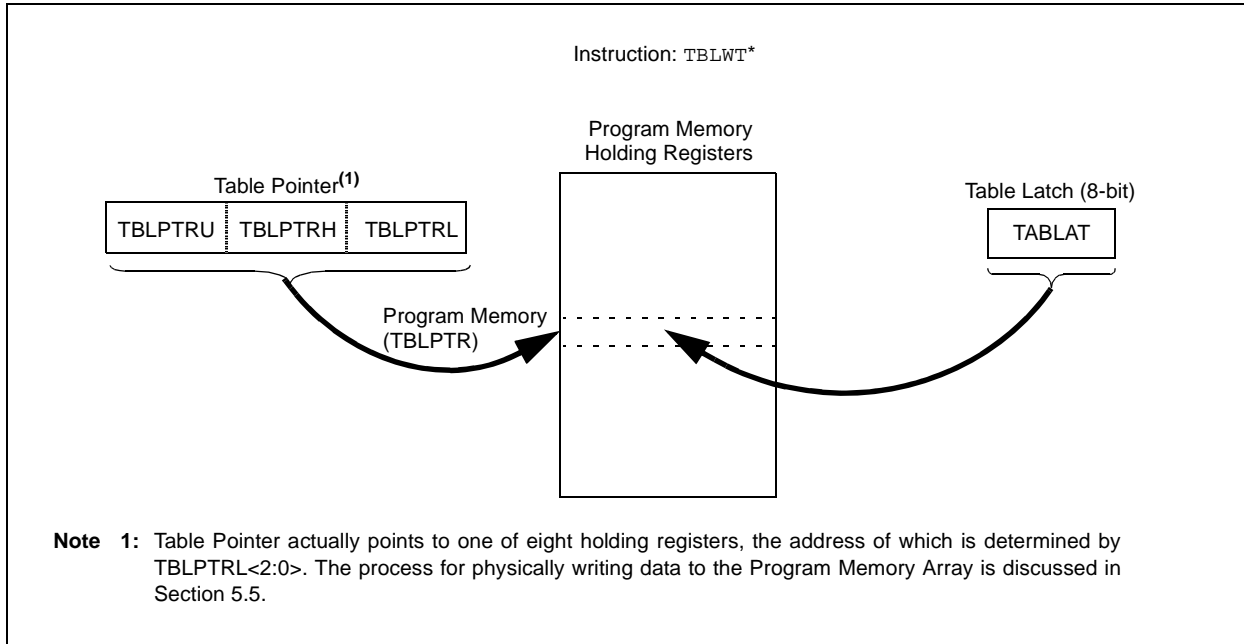 Instruction: TBLWT*
Program Memory
Holding Registers
Table Pointer(1)
Table Latch (8-bit)
TBLPTRU TBLPTRH TBLPTRL
TABLAT
Program Memory
(TBLPTR)
Note 1: Table Pointer actually points to one of eight holding registers, the address of which is determined by
TBLPTRL<2:0>. The process for physically writing data to the Program Memory Array is discussed in
Section 5.5.